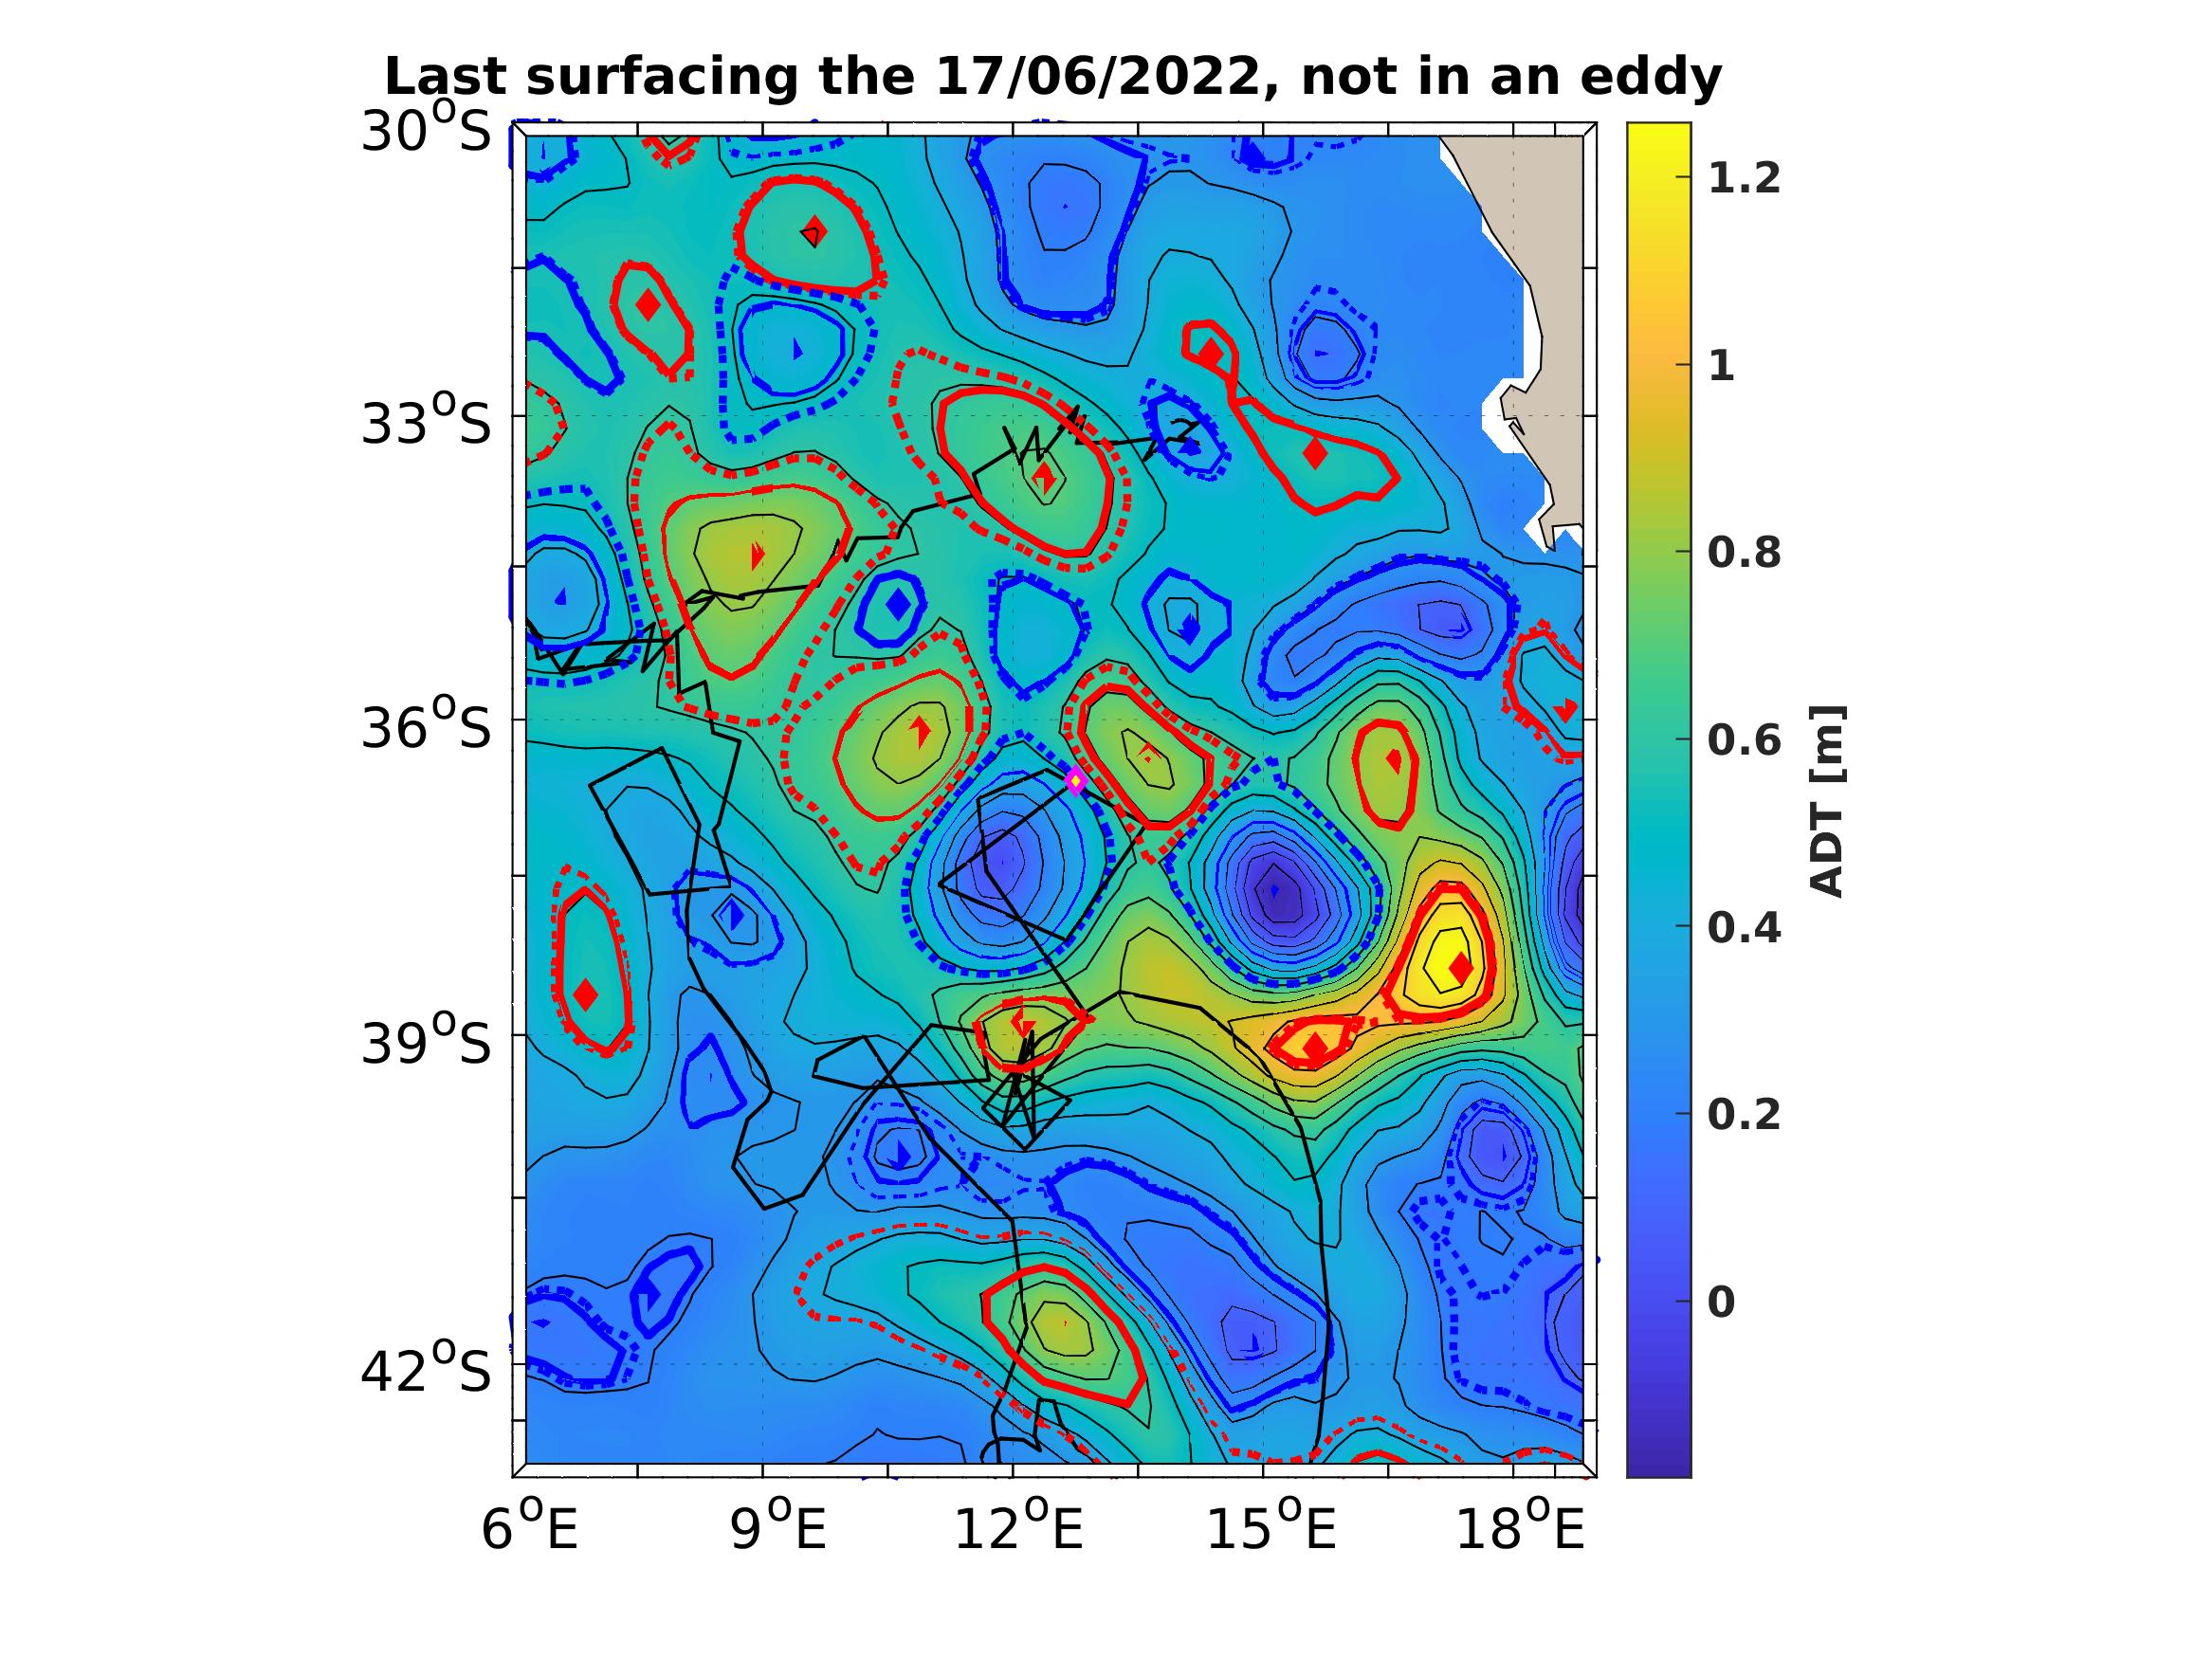 Last surfacing the 17/06/2022, not in an eddy
30°S
33°S
36°S
39°S
42°S
6°E
9°E
12°E
15°E
18°E
1.2
1
0.8
0.6
0.4
0.2
0
ADT [m]